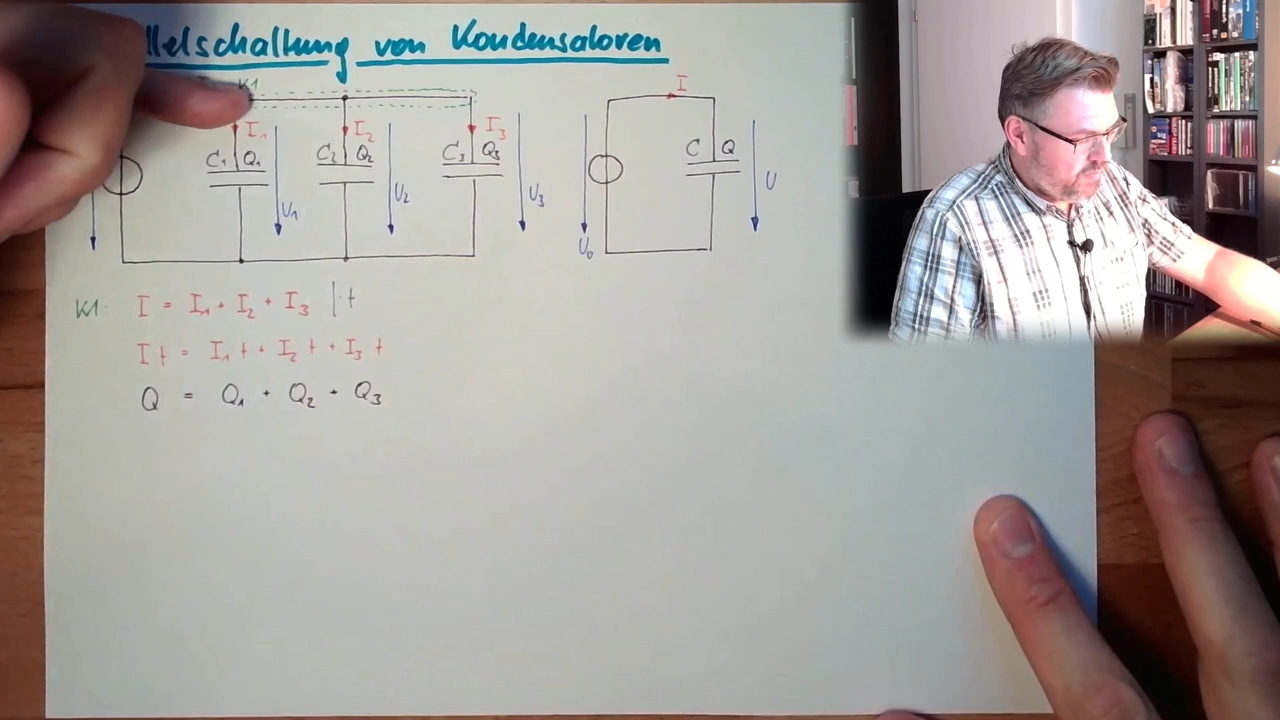 llelschaltung von Kondensatoren
K1 I
I₁ I₂ I₃
C₁ Q₁ C₂ Q₂ C₃ Q₃ C Q
U₁ U₂ U₃ U₀ U
K1: I = I₁ + I₂ + I₃ | · t
I t = I₁ t + I₂ t + I₃ t
Q = Q₁ + Q₂ + Q₃